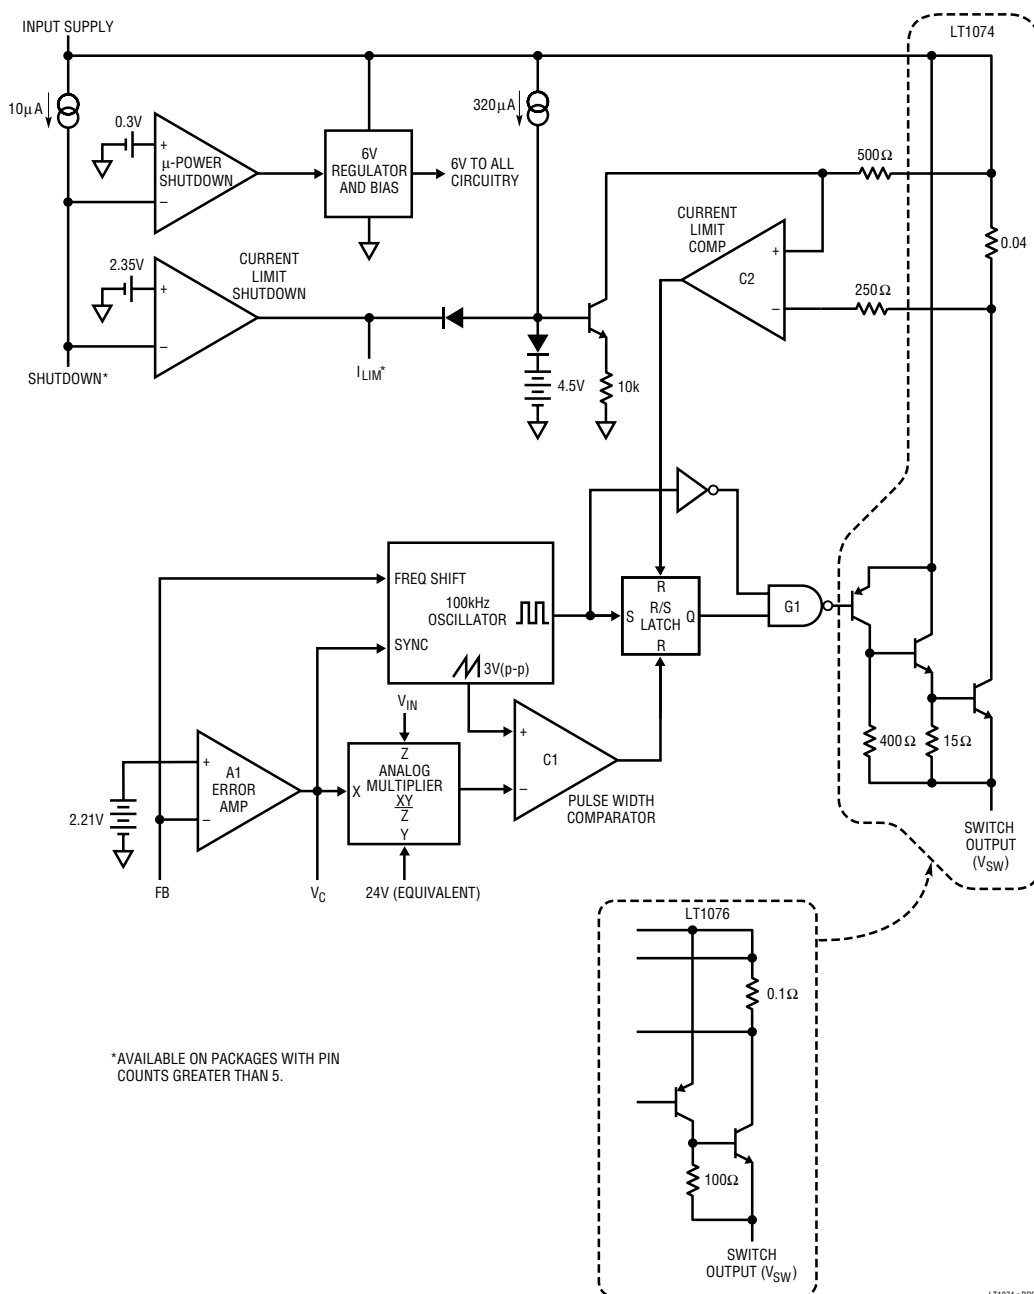 INPUT SUPPLY
LT1074
10µA
320µA
0.3V
+
µ-POWER
SHUTDOWN
–
6V
REGULATOR
AND BIAS
6V TO ALL
CIRCUITRY
500Ω
CURRENT
LIMIT
COMP
+
C2
–
0.04
250Ω
2.35V
+
CURRENT
LIMIT
SHUTDOWN
–
SHUTDOWN*
I_LIM*
4.5V
10k
FREQ SHIFT
100kHz
OSCILLATOR
SYNC
3V(p-p)
R
S
R/S
LATCH
Q
R
G1
V_IN
Z
ANALOG
MULTIPLIER
XY
Z
X
Y
+
A1
ERROR
AMP
–
2.21V
+
C1
–
PULSE WIDTH
COMPARATOR
400Ω
15Ω
SWITCH
OUTPUT
(V_SW)
FB
V_C
24V (EQUIVALENT)
LT1076
0.1Ω
100Ω
SWITCH
OUTPUT (V_SW)
*AVAILABLE ON PACKAGES WITH PIN
COUNTS GREATER THAN 5.